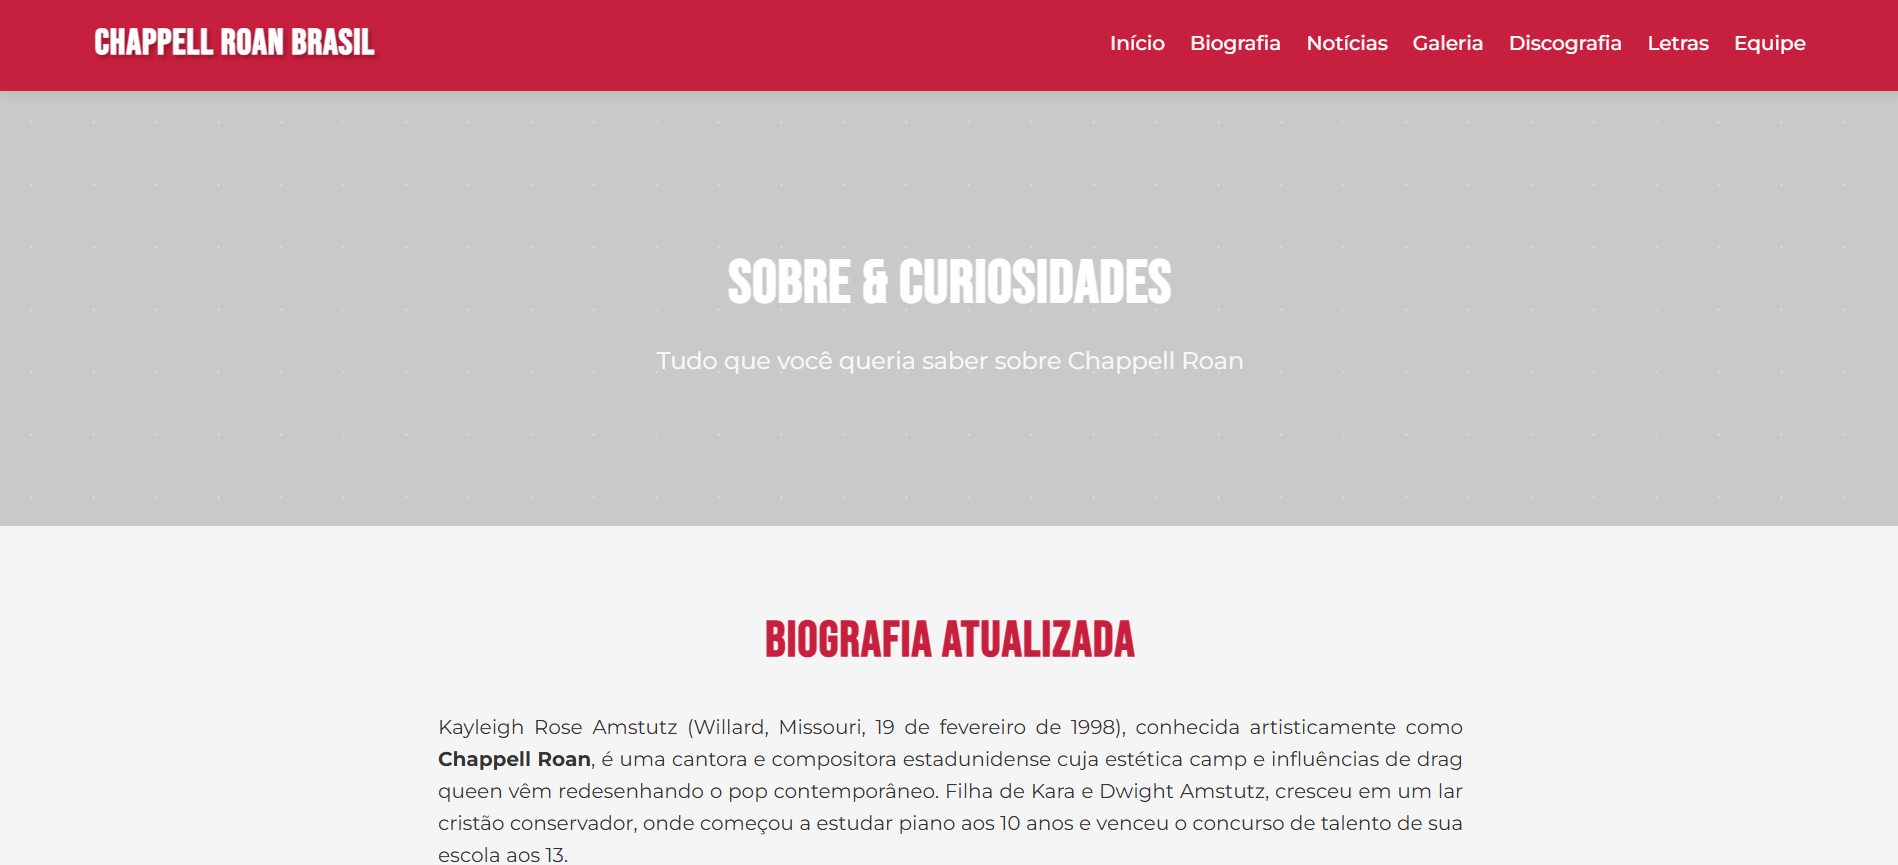 CHAPPELL ROAN BRASIL
Início Biografia Notícias Galeria Discografia Letras Equipe
SOBRE & CURIOSIDADES
Tudo que você queria saber sobre Chappell Roan
BIOGRAFIA ATUALIZADA
Kayleigh Rose Amstutz (Willard, Missouri, 19 de fevereiro de 1998), conhecida artisticamente como
Chappell Roan, é uma cantora e compositora estadunidense cuja estética camp e influências de drag
queen vêm redesenhando o pop contemporâneo. Filha de Kara e Dwight Amstutz, cresceu em um lar
cristão conservador, onde começou a estudar piano aos 10 anos e venceu o concurso de talento de sua
escola aos 13.